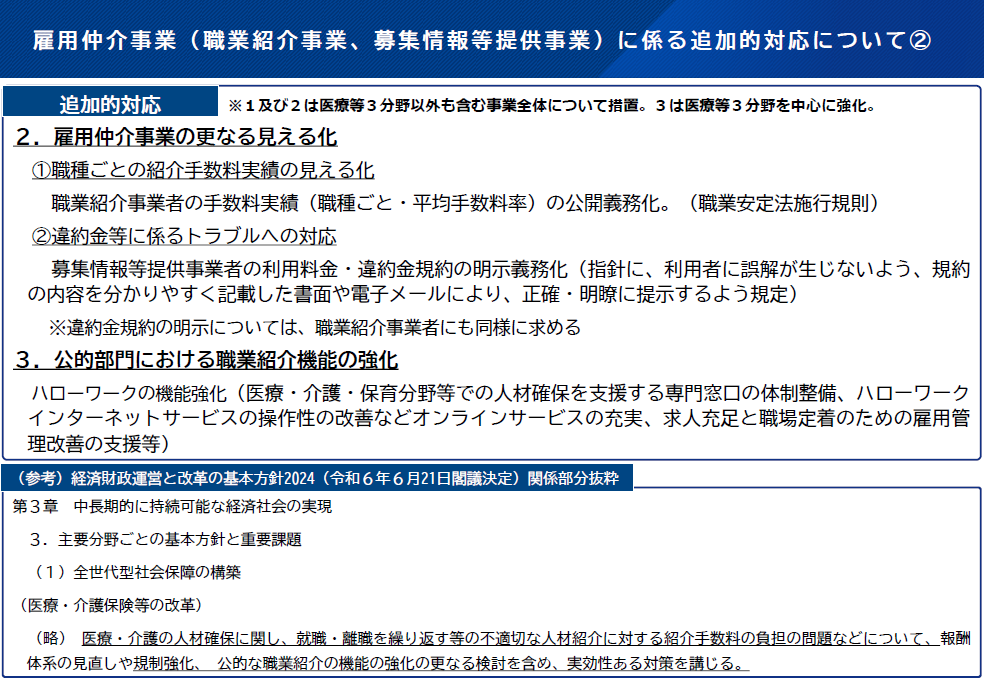 雇用仲介事業（職業紹介事業、募集情報等提供事業）に係る追加的対応について②
追加的対応
※１及び２は医療等３分野以外も含む事業全体について措置。３は医療等３分野を中心に強化。
２．雇用仲介事業の更なる見える化
①職種ごとの紹介手数料実績の見える化
職業紹介事業者の手数料実績（職種ごと・平均手数料率）の公開義務化。（職業安定法施行規則）
②違約金等に係るトラブルへの対応
募集情報等提供事業者の利用料金・違約金規約の明示義務化（指針に、利用者に誤解が生じないよう、規約
の内容を分かりやすく記載した書面や電子メールにより、正確・明瞭に提示するよう規定）
※違約金規約の明示については、職業紹介事業者にも同様に求める
３．公的部門における職業紹介機能の強化
ハローワークの機能強化（医療・介護・保育分野等での人材確保を支援する専門窓口の体制整備、ハローワーク
インターネットサービスの操作性の改善などオンラインサービスの充実、求人充足と職場定着のための雇用管
理改善の支援等）
（参考）経済財政運営と改革の基本方針2024（令和６年６月21日閣議決定）関係部分抜粋
第３章　中長期的に持続可能な経済社会の実現
３．主要分野ごとの基本方針と重要課題
（１）全世代型社会保障の構築
（医療・介護保険等の改革）
（略）　医療・介護の人材確保に関し、就職・離職を繰り返す等の不適切な人材紹介に対する紹介手数料の負担の問題などについて、報酬
体系の見直しや規制強化、　公的な職業紹介の機能の強化の更なる検討を含め、実効性ある対策を講じる。